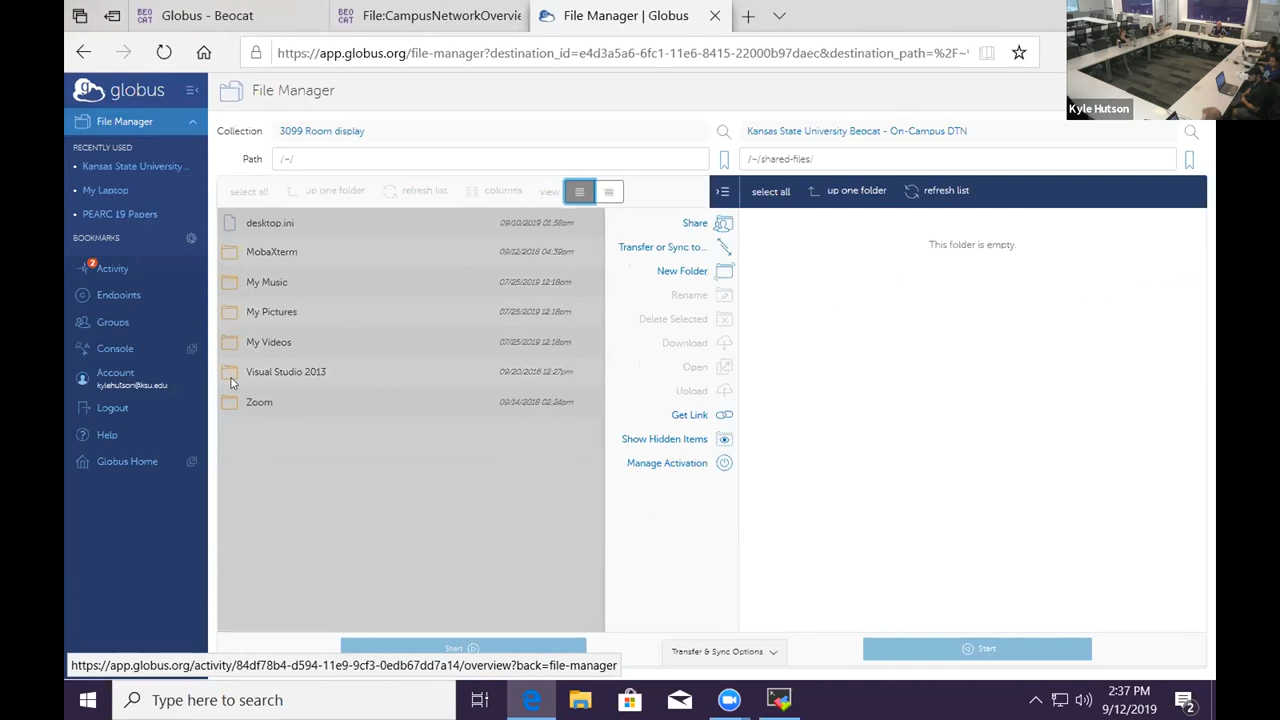 Globus - Beocat
File:CampusNetworkOvervie
File Manager | Globus
https://app.globus.org/file-manager?destination_id=e4d3a5a6-6fc1-11e6-8415-22000b97daec&destination_path=%2F~%
Kyle Hutson
globus
File Manager
File Manager
RECENTLY USED
Kansas State University...
My Laptop
PEARC 19 Papers
BOOKMARKS
2
Activity
Endpoints
Groups
Console
Account
kylehutson@ksu.edu
Logout
Help
Globus Home
Collection
3099 Room display
Kansas State University Beocat - On-Campus DTN
Path
/~/
/~/shared-files/
select all
up one folder
refresh list
columns
view
select all
up one folder
refresh list
desktop.ini 09/10/2019 01:58pm
MobaXterm 09/12/2018 04:39pm
My Music 07/25/2019 12:18pm
My Pictures 07/25/2019 12:18pm
My Videos 07/25/2019 12:18pm
Visual Studio 2013 09/20/2016 12:27pm
Zoom 09/14/2018 02:24pm
Share
Transfer or Sync to...
New Folder
Rename
Delete Selected
Download
Open
Upload
Get Link
Show Hidden Items
Manage Activation
This folder is empty.
Start
Transfer & Sync Options
Start
https://app.globus.org/activity/84df78b4-d594-11e9-9cf3-0edb67dd7a14/overview?back=file-manager
Type here to search
2:37 PM
9/12/2019
2